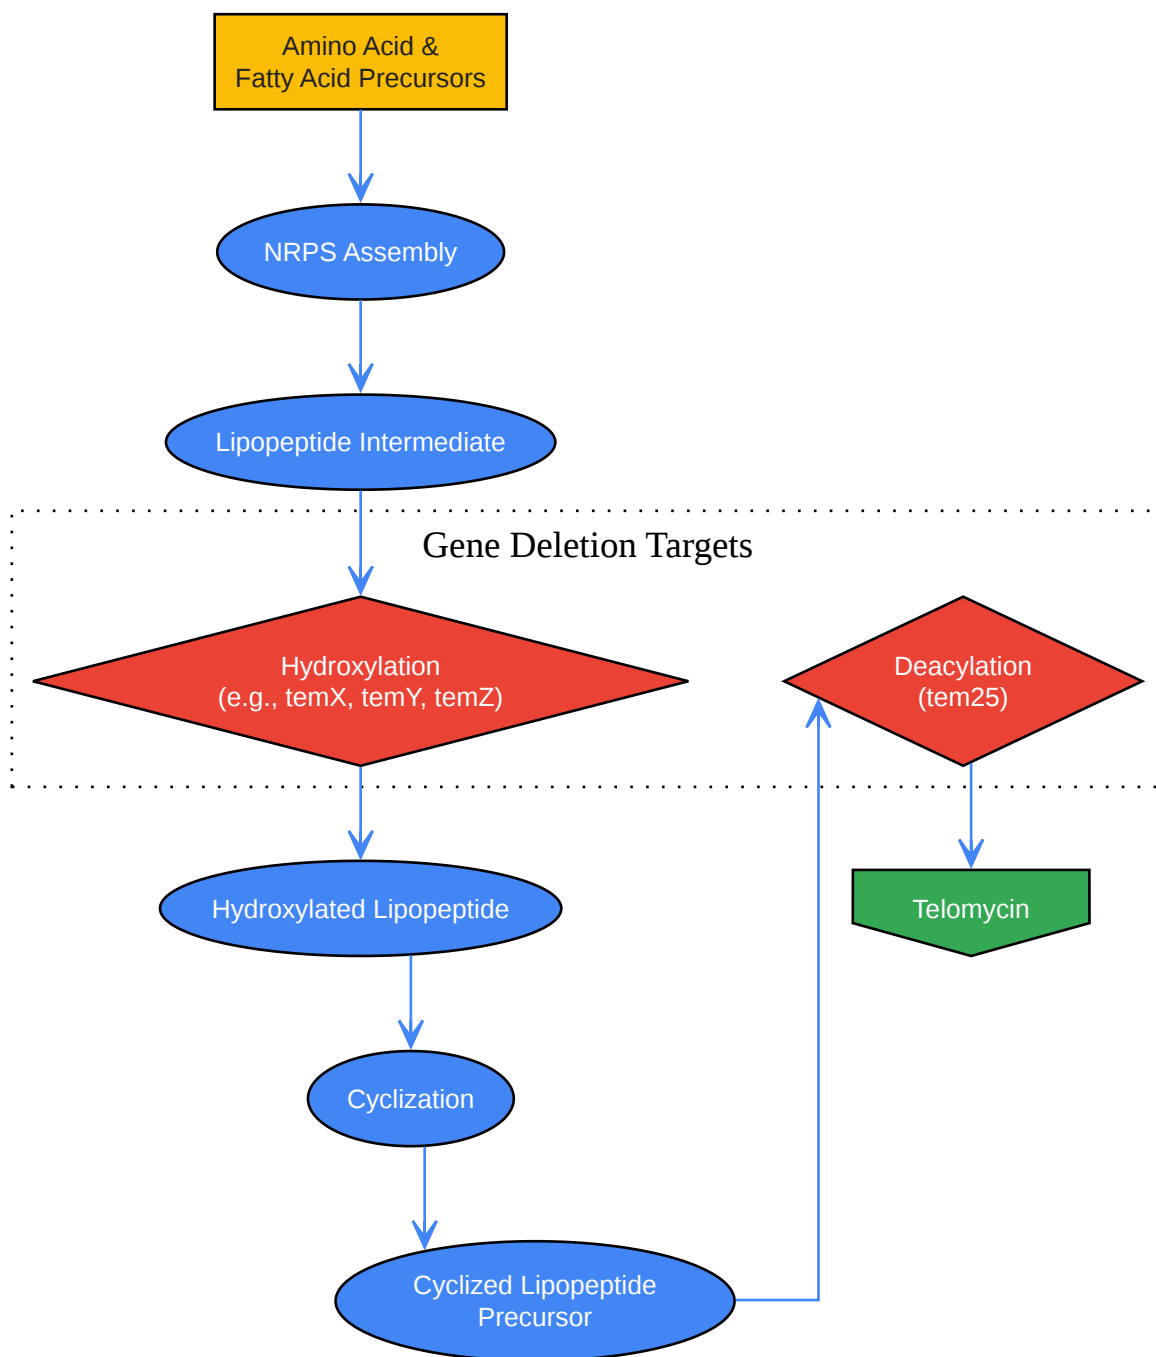 Amino Acid &
Fatty Acid Precursors
NRPS Assembly
Lipopeptide Intermediate
Gene Deletion Targets
Hydroxylation
(e.g., temX, temY, temZ)
Deacylation
(tem25)
Hydroxylated Lipopeptide
Telomycin
Cyclization
Cyclized Lipopeptide
Precursor